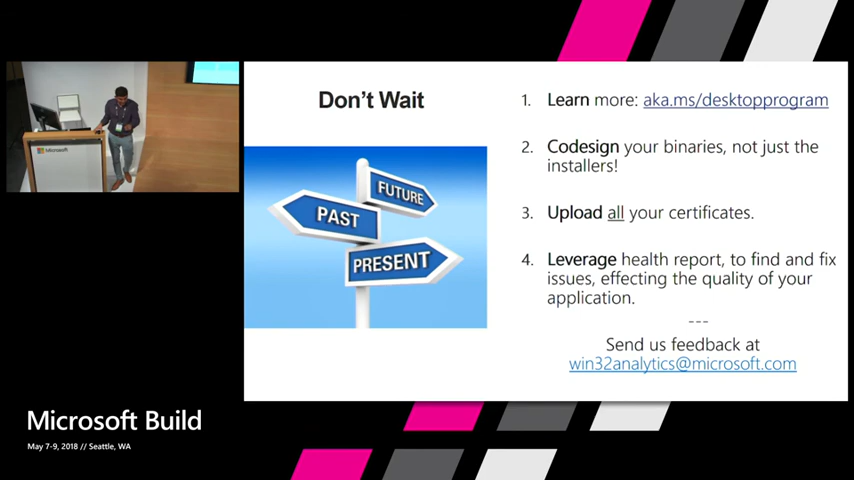 Microsoft
Don't Wait
FUTURE
PAST
PRESENT
1. Learn more: aka.ms/desktopprogram
2. Codesign your binaries, not just the
installers!
3. Upload all your certificates.
4. Leverage health report, to find and fix
issues, effecting the quality of your
application.
---
Send us feedback at
win32analytics@microsoft.com
Microsoft Build
May 7-9, 2018 // Seattle, WA